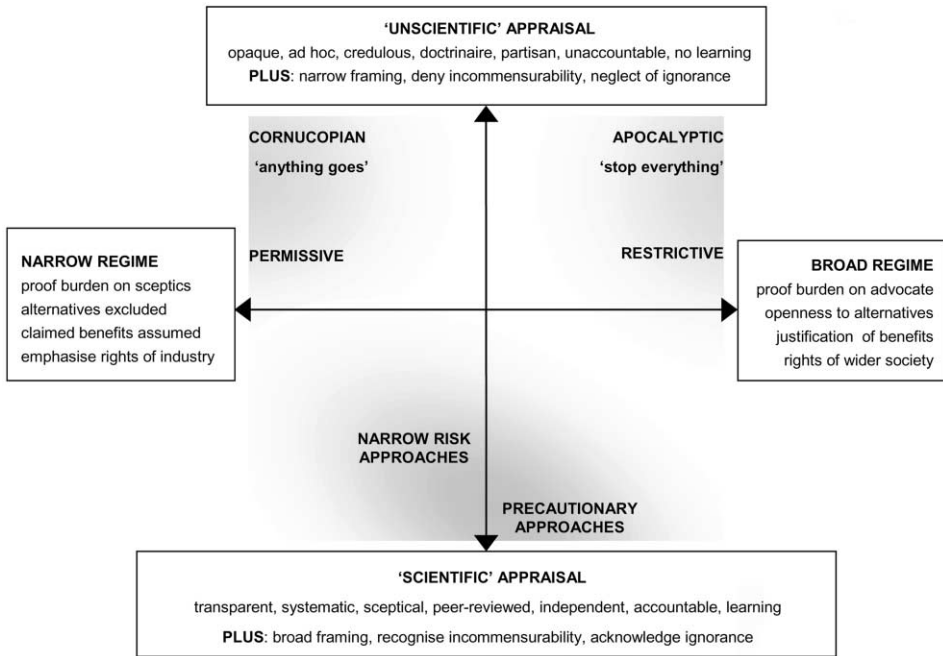 ‘UNSCIENTIFIC’ APPRAISAL
opaque, ad hoc, credulous, doctrinaire, partisan, unaccountable, no learning
PLUS: narrow framing, deny incommensurability, neglect of ignorance
CORNUCOPIAN
‘anything goes’
APOCALYPTIC
‘stop everything’
PERMISSIVE
RESTRICTIVE
NARROW REGIME
proof burden on sceptics
alternatives excluded
claimed benefits assumed
emphasise rights of industry
BROAD REGIME
proof burden on advocate
openness to alternatives
justification of benefits
rights of wider society
NARROW RISK
APPROACHES
PRECAUTIONARY
APPROACHES
‘SCIENTIFIC’ APPRAISAL
transparent, systematic, sceptical, peer-reviewed, independent, accountable, learning
PLUS: broad framing, recognise incommensurability, acknowledge ignorance